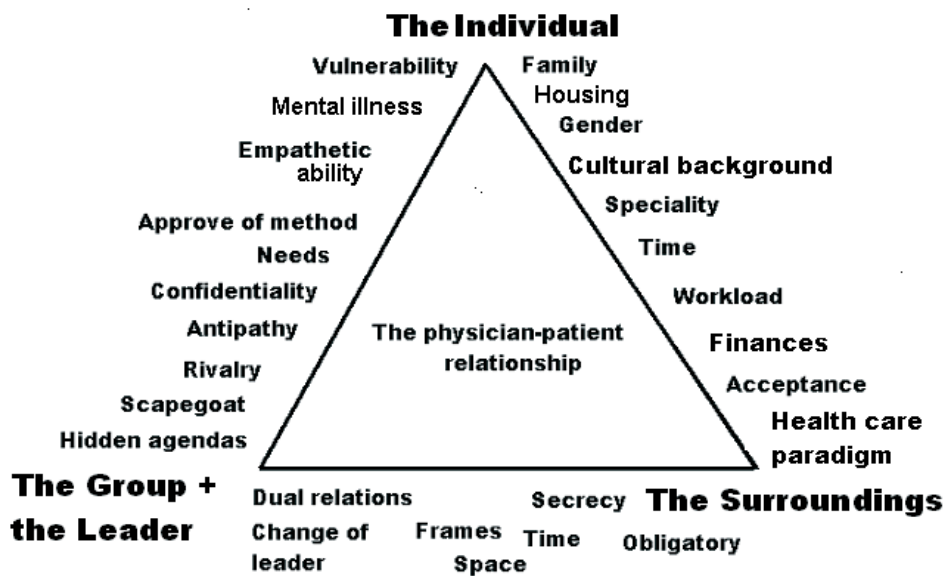 The Individual
Vulnerability
Family
Mental illness
Housing
Gender
Empathetic
ability
Cultural background
Speciality
Approve of method
Time
Needs
Confidentiality
Workload
Antipathy
The physician-patient
relationship
Finances
Rivalry
Acceptance
Scapegoat
Health care
paradigm
Hidden agendas
The Group +
the Leader
Dual relations
Secrecy
The Surroundings
Change of
leader
Frames
Time
Obligatory
Space